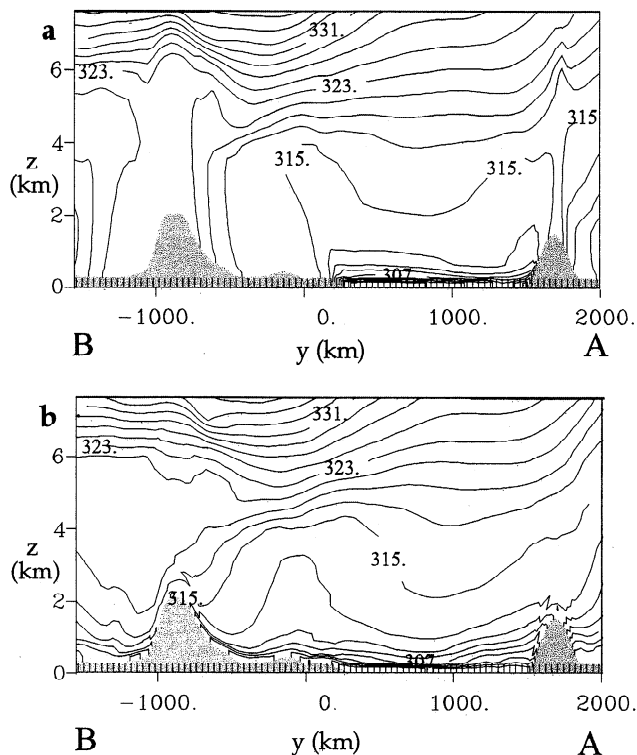 a
331.
323.
6
323.
4
315
z
(km)
315.
315.
2
307
0
-1000.
0.
1000.
2000.
B
y (km)
A
b
331.
323.
323.
6
4
z
(km)
315.
2
315.
307
0
-1000.
0.
1000.
2000.
B
y (km)
A